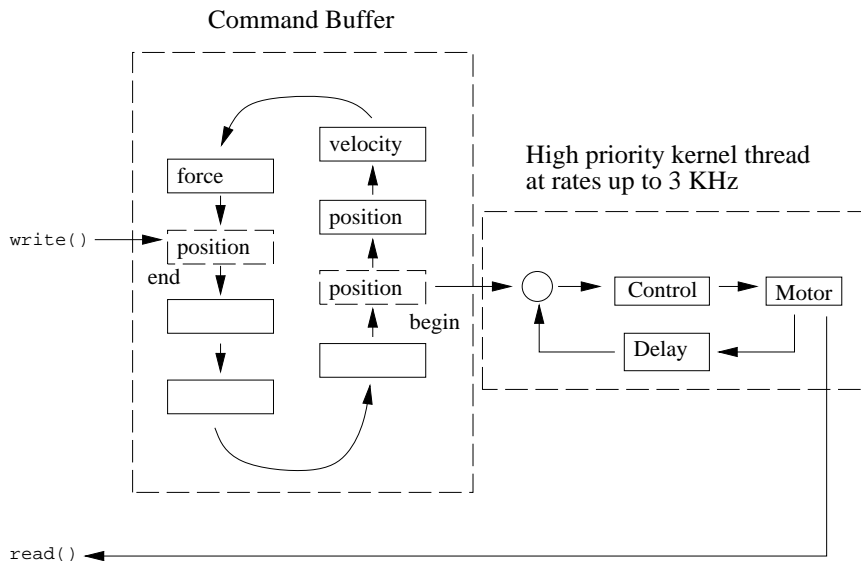 Command Buffer
velocity
force
High priority kernel thread
at rates up to 3 KHz
position
write()
position
end
position
begin
Control
Motor
Delay
read()